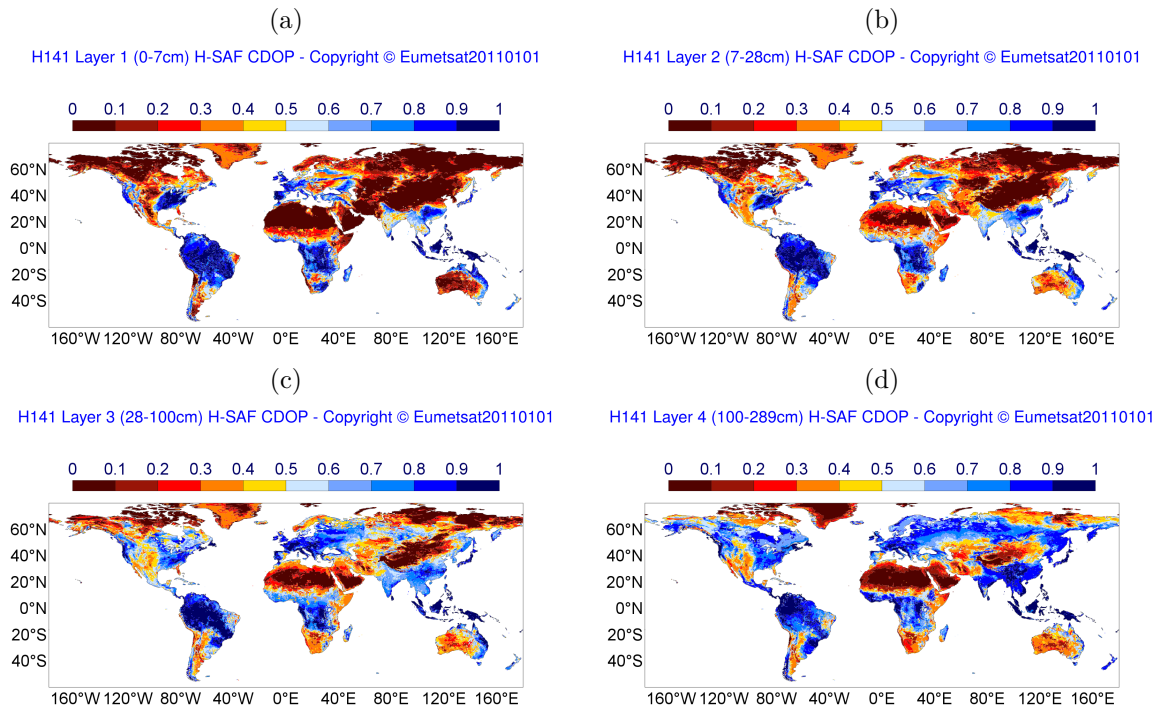 (a)
H141 Layer 1 (0-7cm) H-SAF CDOP - Copyright © Eumetsat20110101
0 0.1 0.2 0.3 0.4 0.5 0.6 0.7 0.8 0.9 1
60°N
40°N
20°N
0°N
20°S
40°S
160°W 120°W 80°W 40°W 0°E 40°E 80°E 120°E 160°E
(b)
H141 Layer 2 (7-28cm) H-SAF CDOP - Copyright © Eumetsat20110101
0 0.1 0.2 0.3 0.4 0.5 0.6 0.7 0.8 0.9 1
60°N
40°N
20°N
0°N
20°S
40°S
160°W 120°W 80°W 40°W 0°E 40°E 80°E 120°E 160°E
(c)
H141 Layer 3 (28-100cm) H-SAF CDOP - Copyright © Eumetsat20110101
0 0.1 0.2 0.3 0.4 0.5 0.6 0.7 0.8 0.9 1
60°N
40°N
20°N
0°N
20°S
40°S
160°W 120°W 80°W 40°W 0°E 40°E 80°E 120°E 160°E
(d)
H141 Layer 4 (100-289cm) H-SAF CDOP - Copyright © Eumetsat20110101
0 0.1 0.2 0.3 0.4 0.5 0.6 0.7 0.8 0.9 1
60°N
40°N
20°N
0°N
20°S
40°S
160°W 120°W 80°W 40°W 0°E 40°E 80°E 120°E 160°E